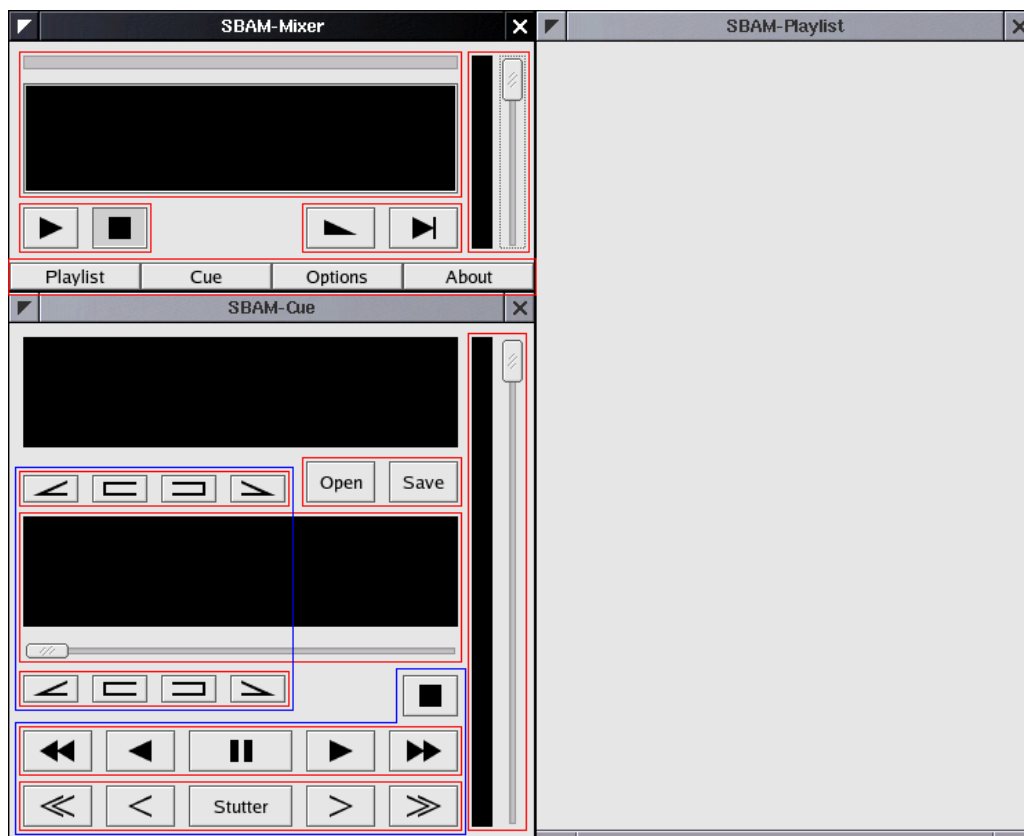 SBAM-Mixer
SBAM-Playlist
Playlist Cue Options About
SBAM-Cue
Open Save
Stutter